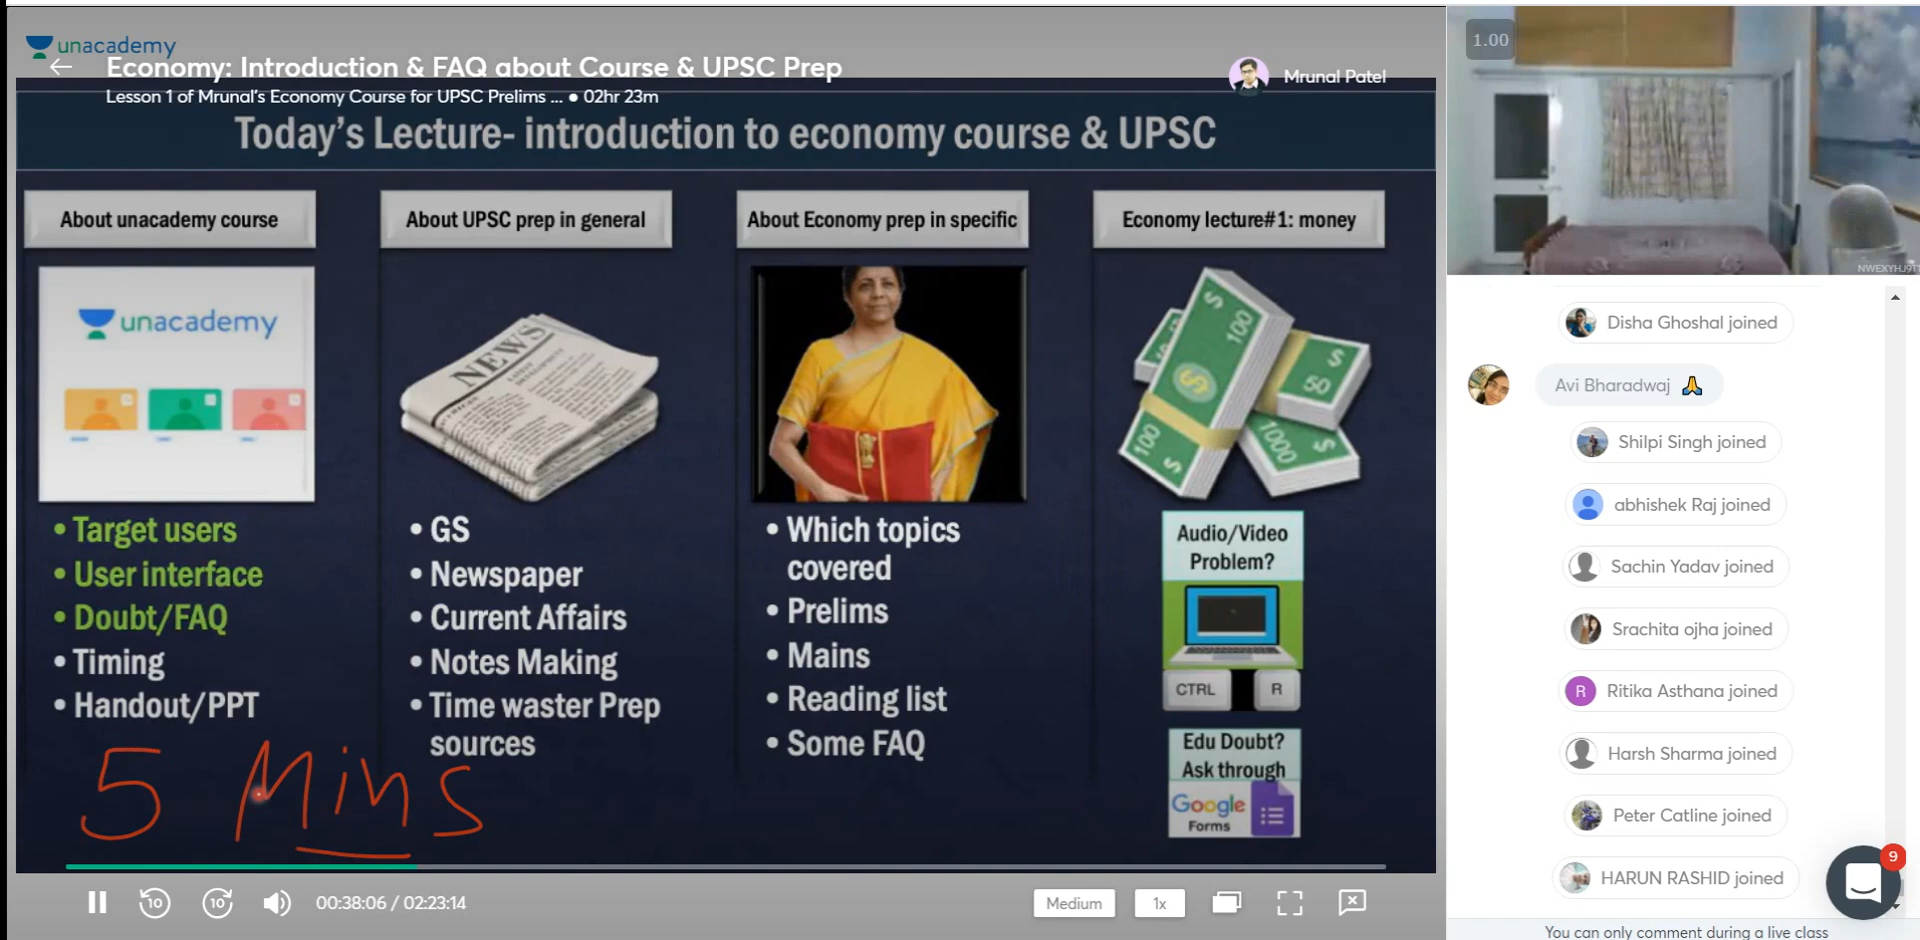 unacademy
Economy: Introduction & FAQ about Course & UPSC Prep
Lesson 1 of Mrunal's Economy Course for UPSC Prelims ... • 02hr 23m
Mrunal Patel
Today's Lecture- introduction to economy course & UPSC
About unacademy course
unacademy
• Target users
• User interface
• Doubt/FAQ
• Timing
• Handout/PPT
About UPSC prep in general
NEWS
• GS
• Newspaper
• Current Affairs
• Notes Making
• Time waster Prep
sources
About Economy prep in specific
• Which topics
covered
• Prelims
• Mains
• Reading list
• Some FAQ
Economy lecture#1: money
$
100
$
$
50
100
$
1000
$
Audio/Video
Problem?
CTRL R
Edu Doubt?
Ask through
Google
Forms
5 Mins
10
10
00:38:06 / 02:23:14
Medium
1x
1.00
Disha Ghoshal joined
Avi Bharadwaj 🙏
Shilpi Singh joined
abhishek Raj joined
Sachin Yadav joined
Srachita ojha joined
R Ritika Asthana joined
Harsh Sharma joined
Peter Catline joined
HARUN RASHID joined
9
You can only comment during a live class